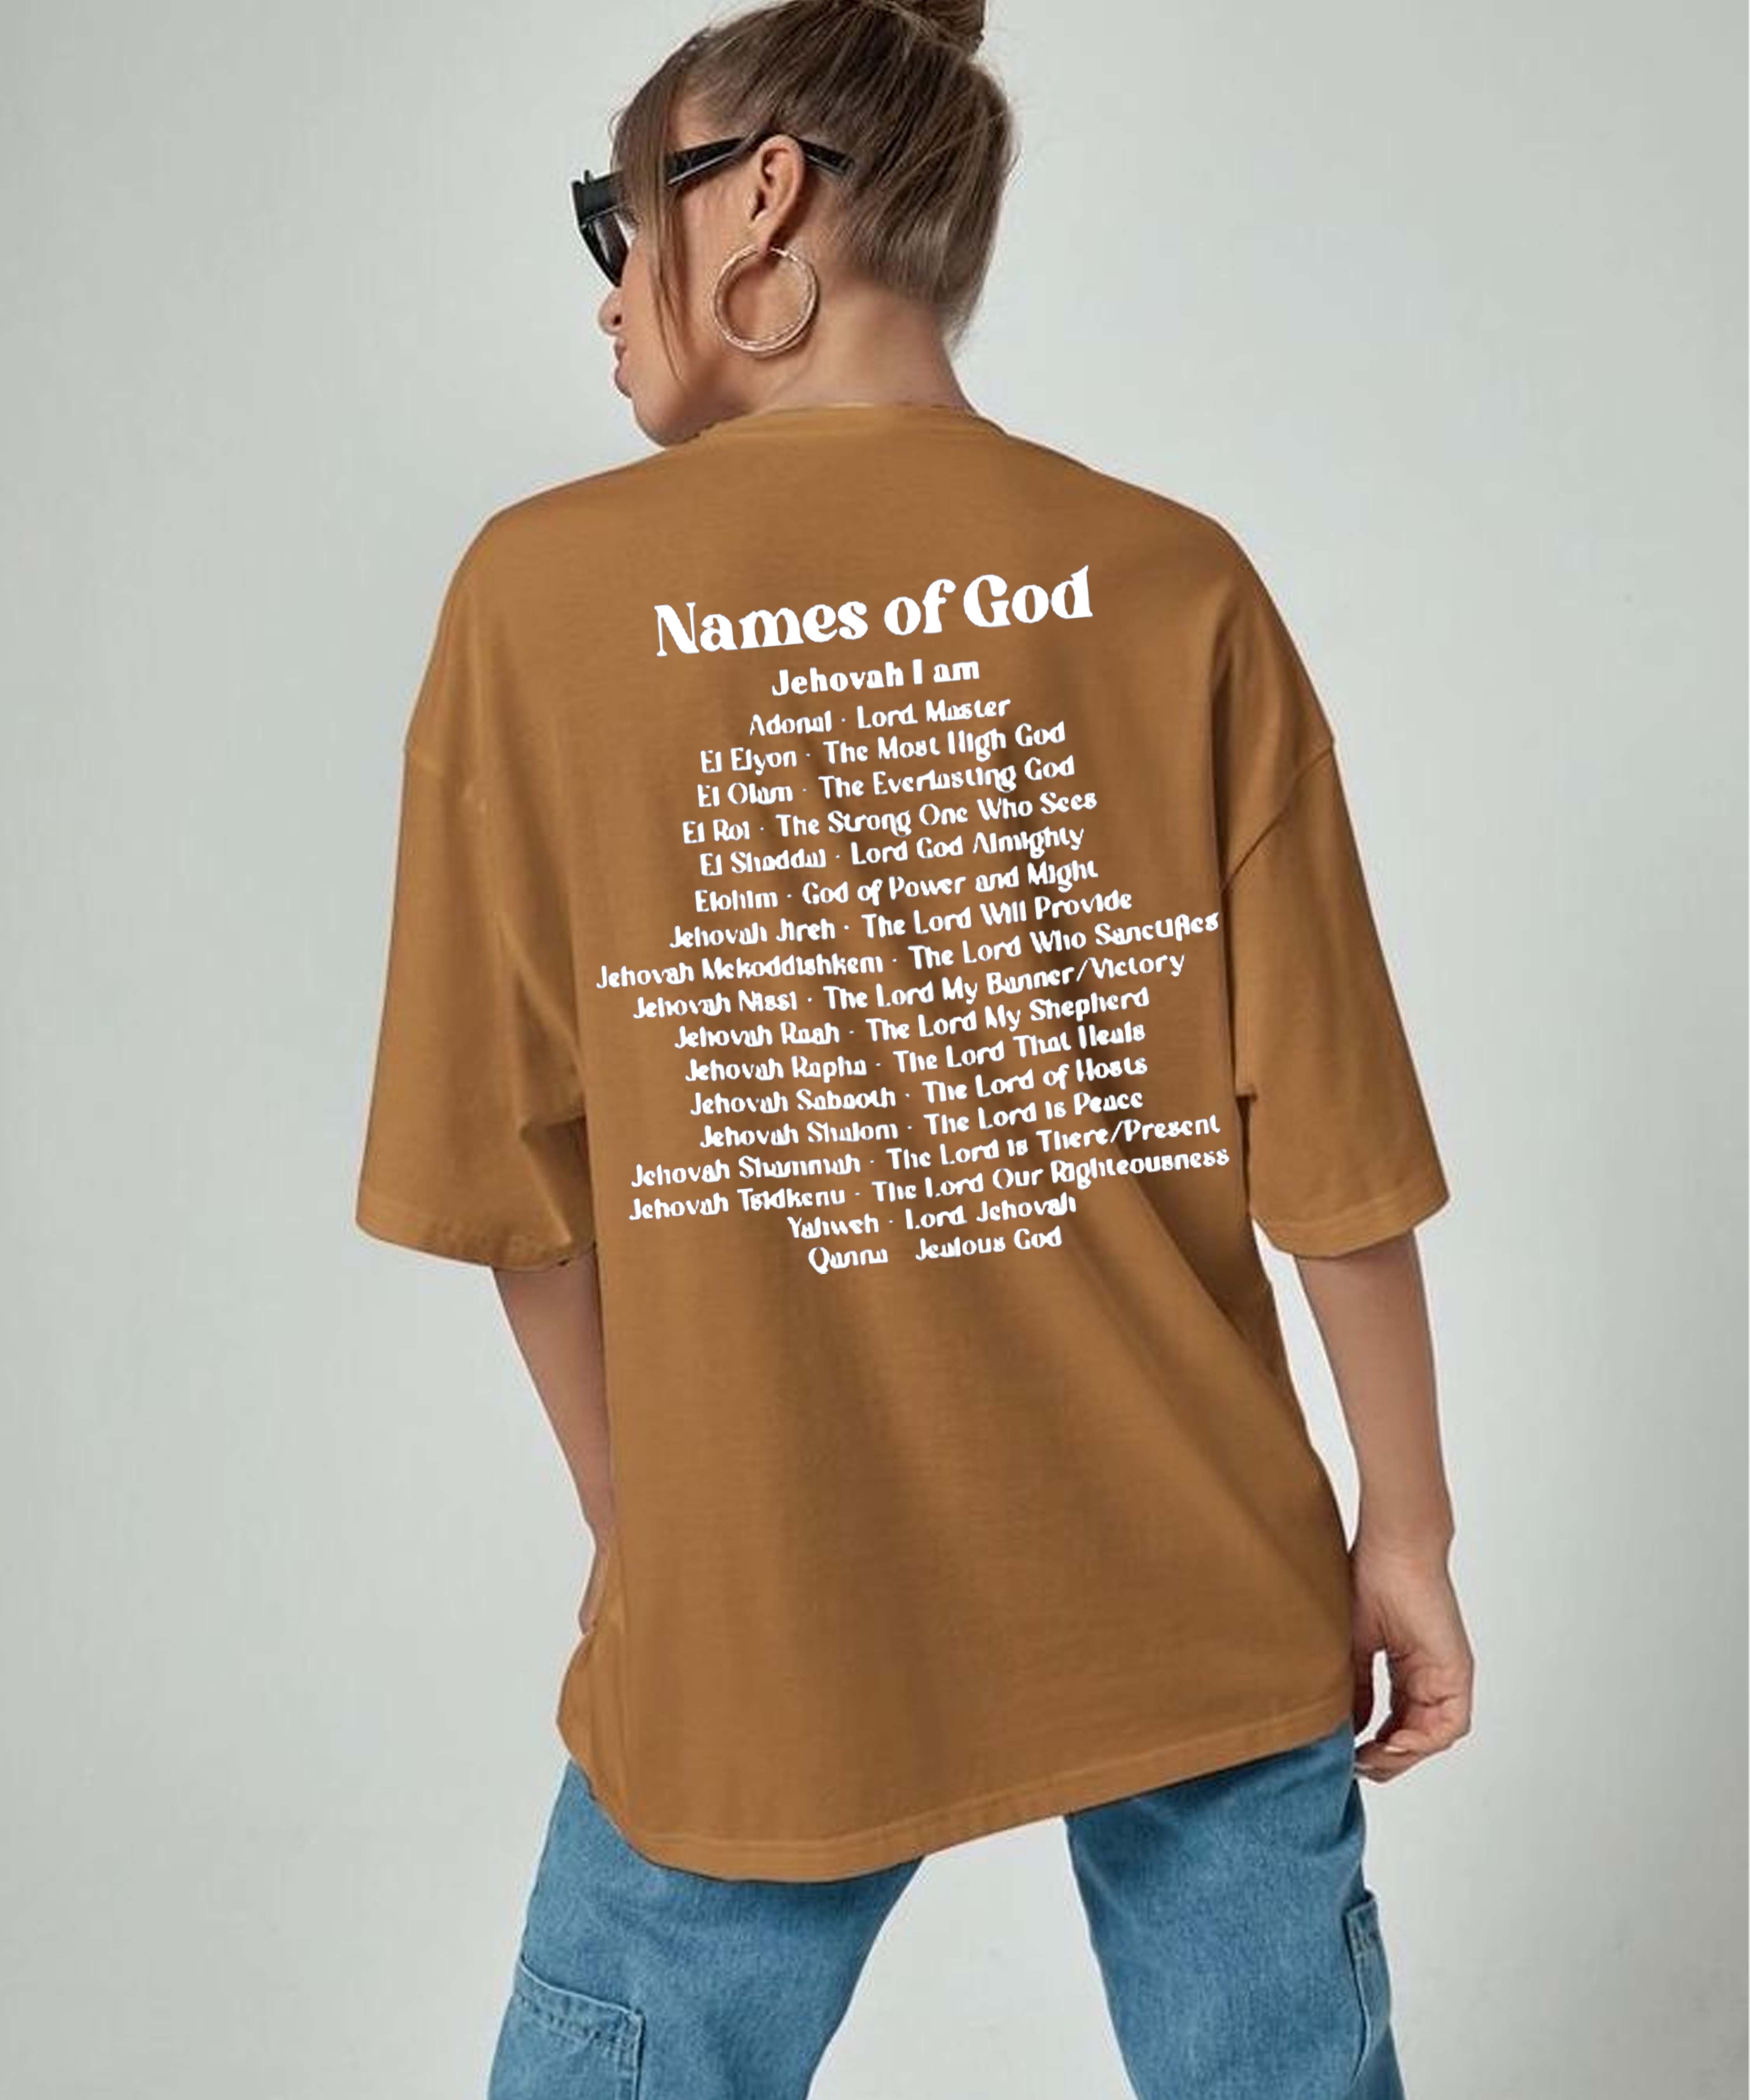 Names of God
Jehovah I am
Adonai · Lord Master
El Elyon · The Most High God
El Olam · The Everlasting God
El Roi · The Strong One Who Sees
El Shaddai · Lord God Almighty
Elohim · God of Power and Might
Jehovah Jireh · The Lord Will Provide
Jehovah Mekoddishkem · The Lord Who Sanctifies
Jehovah Nissi · The Lord My Banner/Victory
Jehovah Raah · The Lord My Shepherd
Jehovah Rapha · The Lord That Heals
Jehovah Sabaoth · The Lord of Hosts
Jehovah Shalom · The Lord Is Peace
Jehovah Shammah · The Lord Is There/Present
Jehovah Tsidkenu · The Lord Our Righteousness
Yahweh · Lord Jehovah
Qanna Jealous God